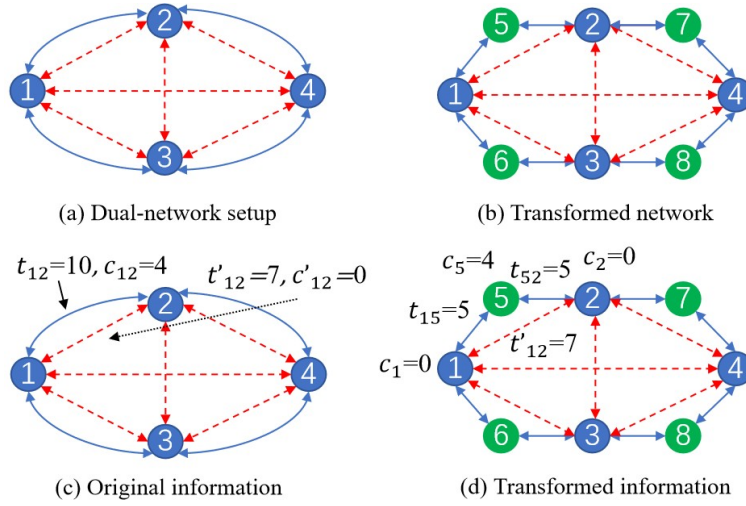 2
1
4
3
(a) Dual-network setup
5 2 7
1
4
6 3 8
(b) Transformed network
t₁₂=10, c₁₂=4
t'₁₂=7, c'₁₂=0
2
1
4
3
(c) Original information
c₅=4
t₅₂=5
c₂=0
5 2 7
t₁₅=5
t'₁₂=7
c₁=0
1
4
6 3 8
(d) Transformed information